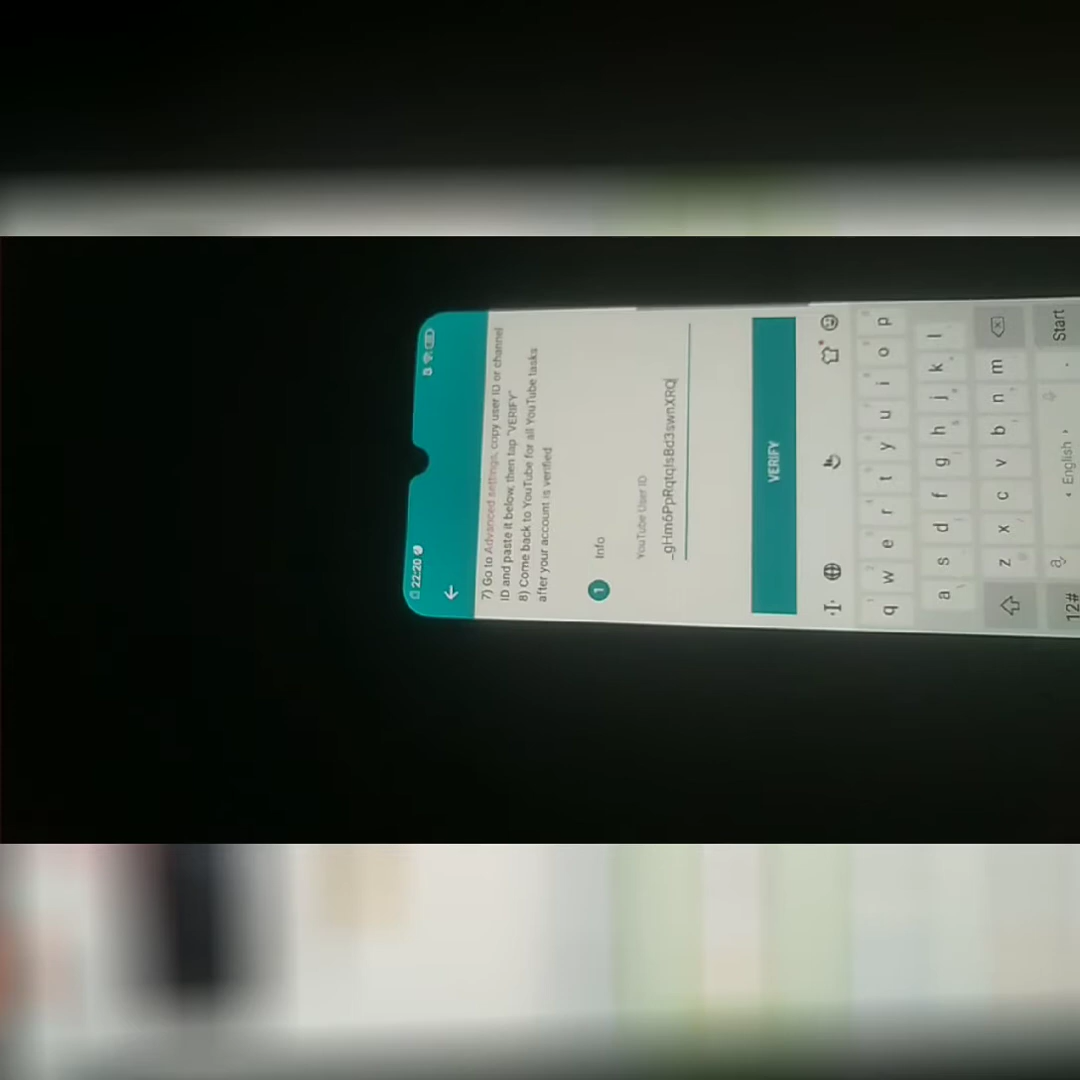 22:20
7) Go to Advanced settings, copy user ID or channel
ID and paste it below, then tap "VERIFY"
8) Come back to YouTube for all YouTube tasks
after your account is verified
1 Info
YouTube User ID
_gHm6PpRqtqIsBd3swnXRQ
VERIFY
q w e r t y u i o p
a s d f g h j k l
z x c v b n m
12# English Start